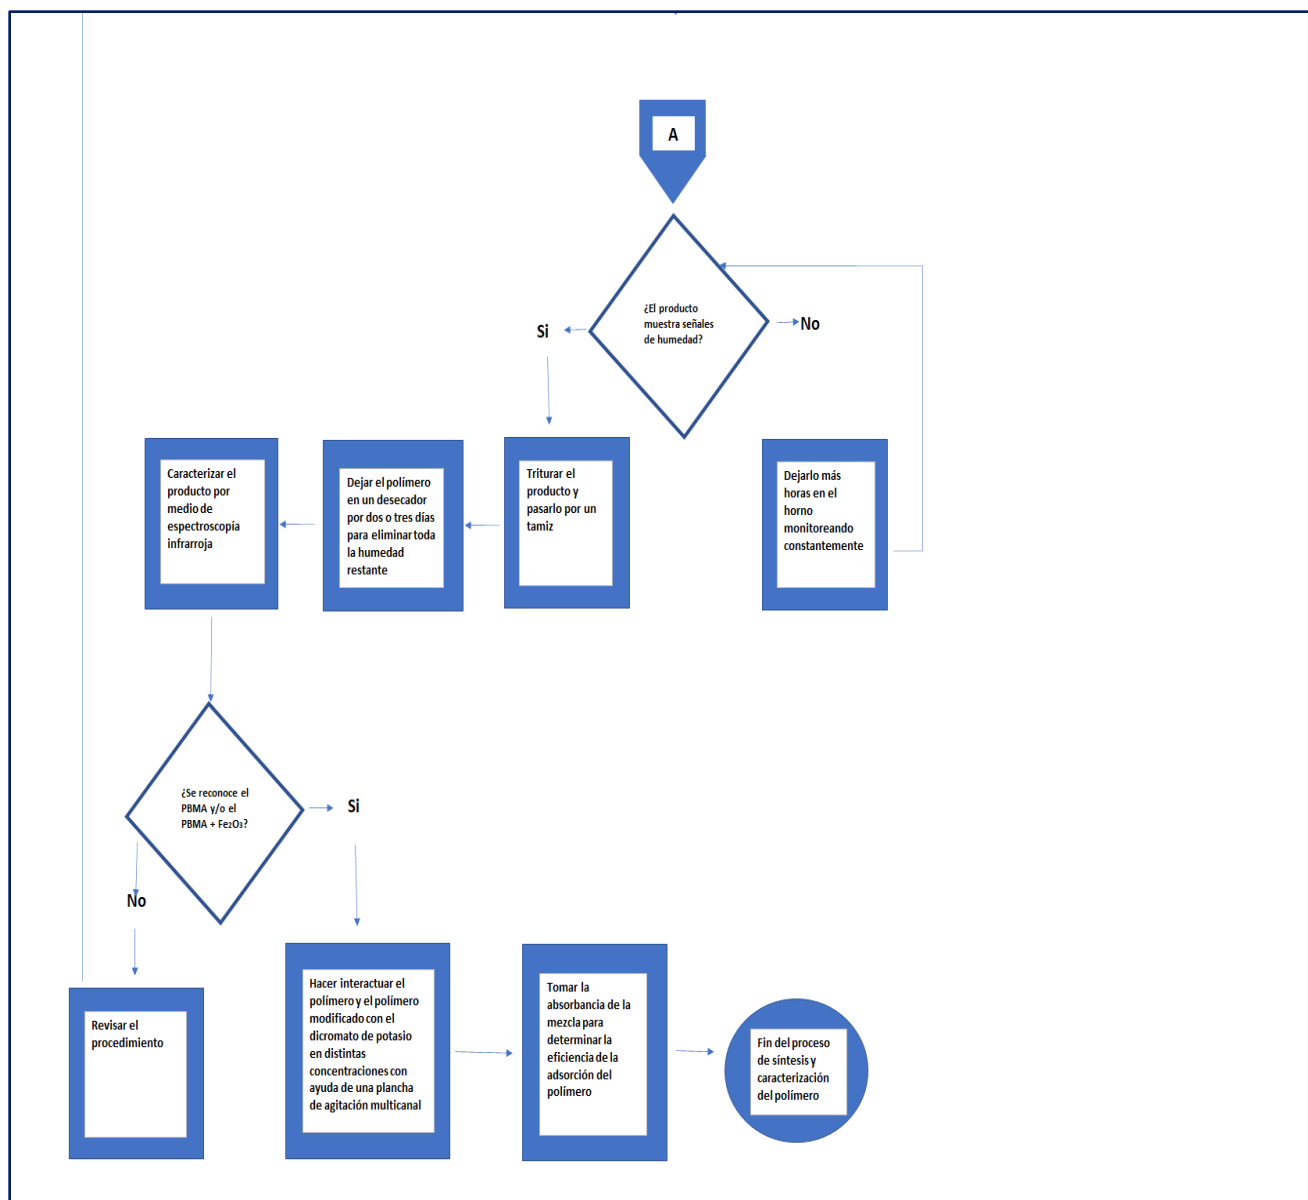 A
¿El producto
muestra señales
de humedad?
Si
No
Caracterizar el
producto por
medio de
espectroscopía
infrarroja
Dejar el polímero
en un desecador
por dos o tres días
para eliminar toda
la humedad
restante
Triturar el
producto y
pasarlo por un
tamiz
Dejarlo más
horas en el
horno
monitoreando
constantemente
¿Se reconoce el
PBMA y/o el
PBMA + Fe₂O₃?
Si
No
Revisar el
procedimiento
Hacer interactuar el
polímero y el polímero
modificado con el
dicromato de potasio
en distintas
concentraciones con
ayuda de una plancha
de agitación multicanal
Tomar la
absorbancia de la
mezcla para
determinar la
eficiencia de la
adsorción del
polímero
Fin del proceso
de síntesis y
caracterización
del polímero